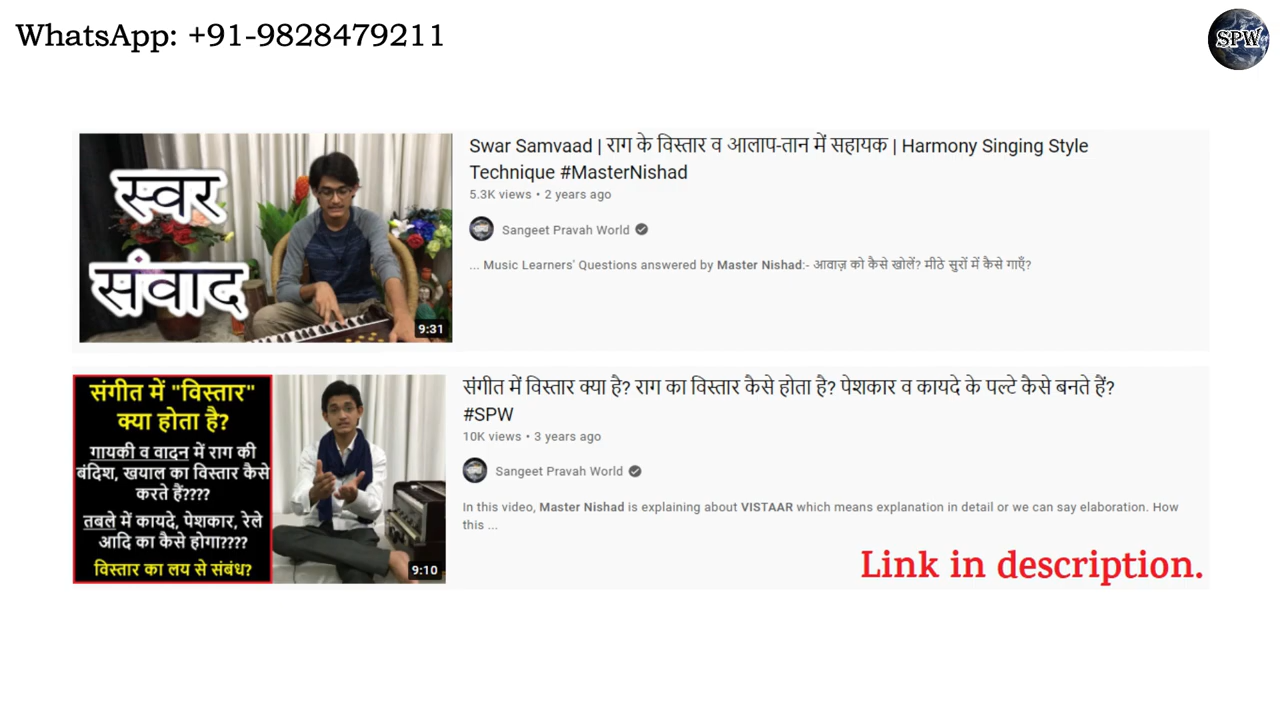 WhatsApp: +91-9828479211
SPW
स्वर
संवाद
9:31
Swar Samvaad | राग के विस्तार व आलाप-तान में सहायक | Harmony Singing Style
Technique #MasterNishad
5.3K views • 2 years ago
Sangeet Pravah World
... Music Learners' Questions answered by Master Nishad:- आवाज़ को कैसे खोलें? मीठे सुरों में कैसे गाएँ?
संगीत में "विस्तार"
क्या होता है?
गायकी व वादन में राग की
बंदिश, खयाल का विस्तार कैसे
करते हैं????
तबले में कायदे, पेशकार, रेले
आदि का कैसे होगा????
विस्तार का लय से संबंध?
9:10
संगीत में विस्तार क्या है? राग का विस्तार कैसे होता है? पेशकार व कायदे के पल्टे कैसे बनते हैं?
#SPW
10K views • 3 years ago
Sangeet Pravah World
In this video, Master Nishad is explaining about VISTAAR which means explanation in detail or we can say elaboration. How
this ...
Link in description.